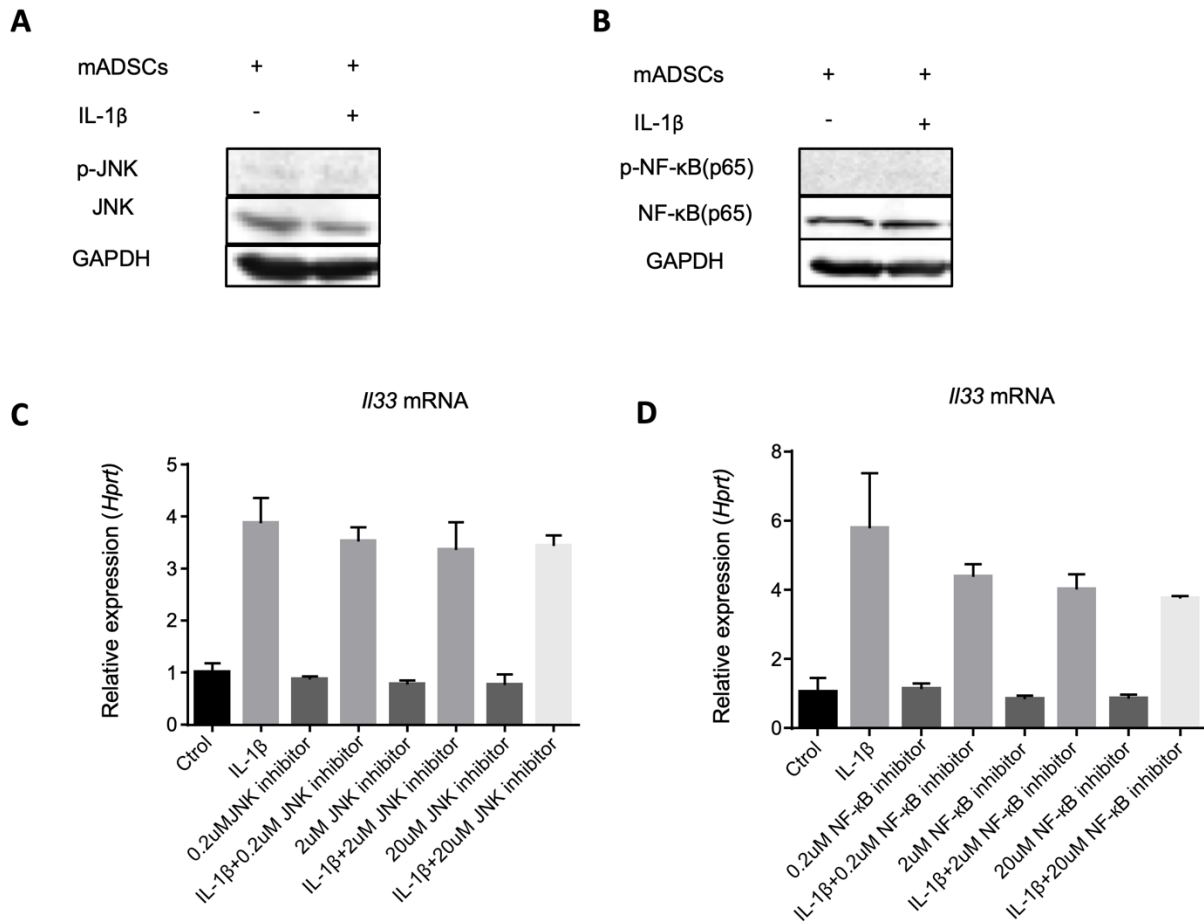 A
mADSCs + +
IL-1β - +
p-JNK
JNK
GAPDH
B
mADSCs + +
IL-1β - +
p-NF-κB(p65)
NF-κB(p65)
GAPDH
C
Il33 mRNA
Relative expression (Hprt)
5
4
3
2
1
0
Ctrol
IL-1β
0.2uMJNK inhibitor
IL-1β+0.2uM JNK inhibitor
2uM JNK inhibitor
IL-1β+2uM JNK inhibitor
20uM JNK inhibitor
IL-1β+20uM JNK inhibitor
D
Il33 mRNA
Relative expression (Hprt)
8
6
4
2
0
Ctrol
IL-1β
0.2uM NF-κB inhibitor
IL-1β+0.2uM NF-κB inhibitor
2uM NF-κB inhibitor
IL-1β+2uM NF-κB inhibitor
20uM NF-κB inhibitor
IL-1β+20uM NF-κB inhibitor